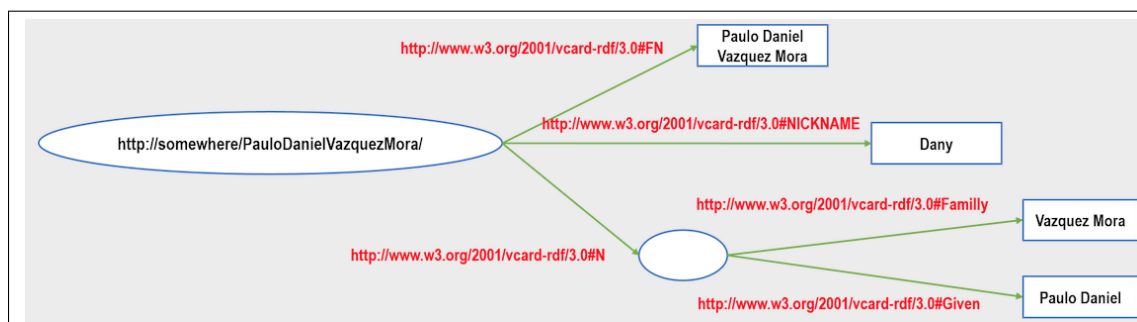 http://www.w3.org/2001/vcard-rdf/3.0#FN
Paulo Daniel
Vazquez Mora
http://somewhere/PauloDanielVazquezMora/
http://www.w3.org/2001/vcard-rdf/3.0#NICKNAME
Dany
http://www.w3.org/2001/vcard-rdf/3.0#Familly
Vazquez Mora
http://www.w3.org/2001/vcard-rdf/3.0#N
http://www.w3.org/2001/vcard-rdf/3.0#Given
Paulo Daniel